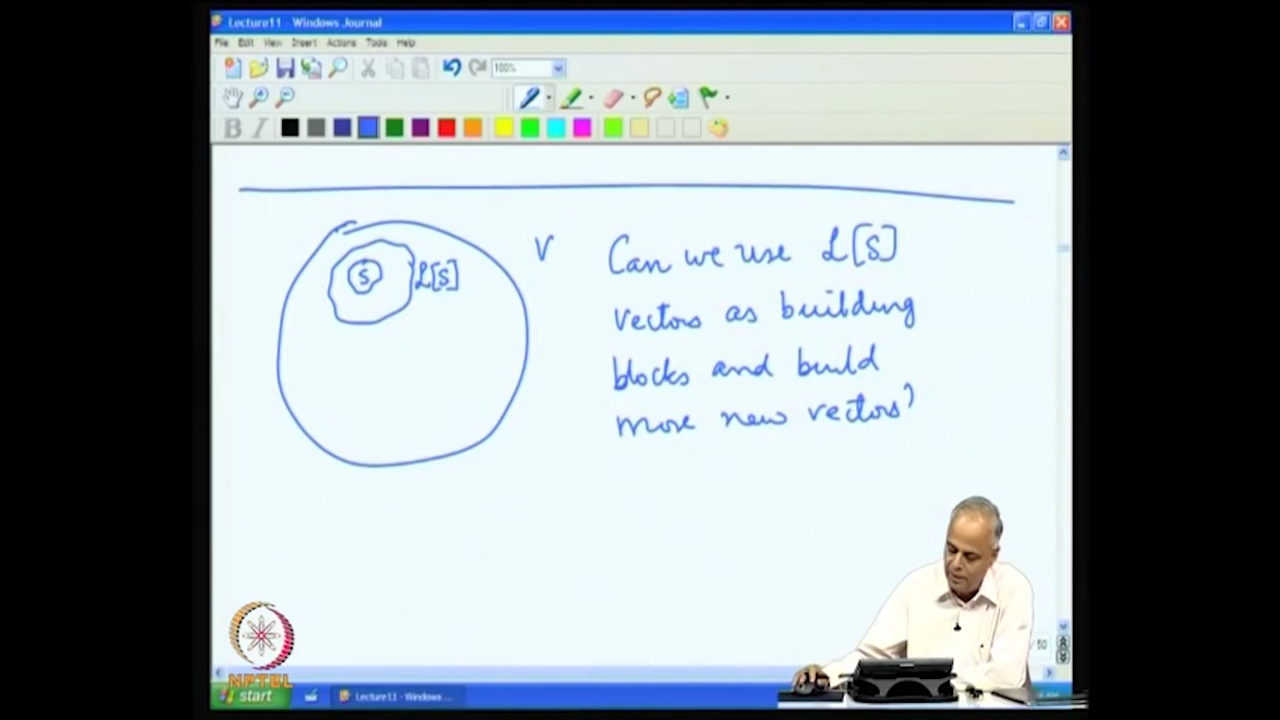 Lecture11 - Windows Journal
File Edit View Insert Actions Tools Help
100%
B I
V
S
L[S]
Can we use L[S]
vectors as building
blocks and build
more new vectors?
/ 50
NPTEL
start Lecture11 - Windows ...